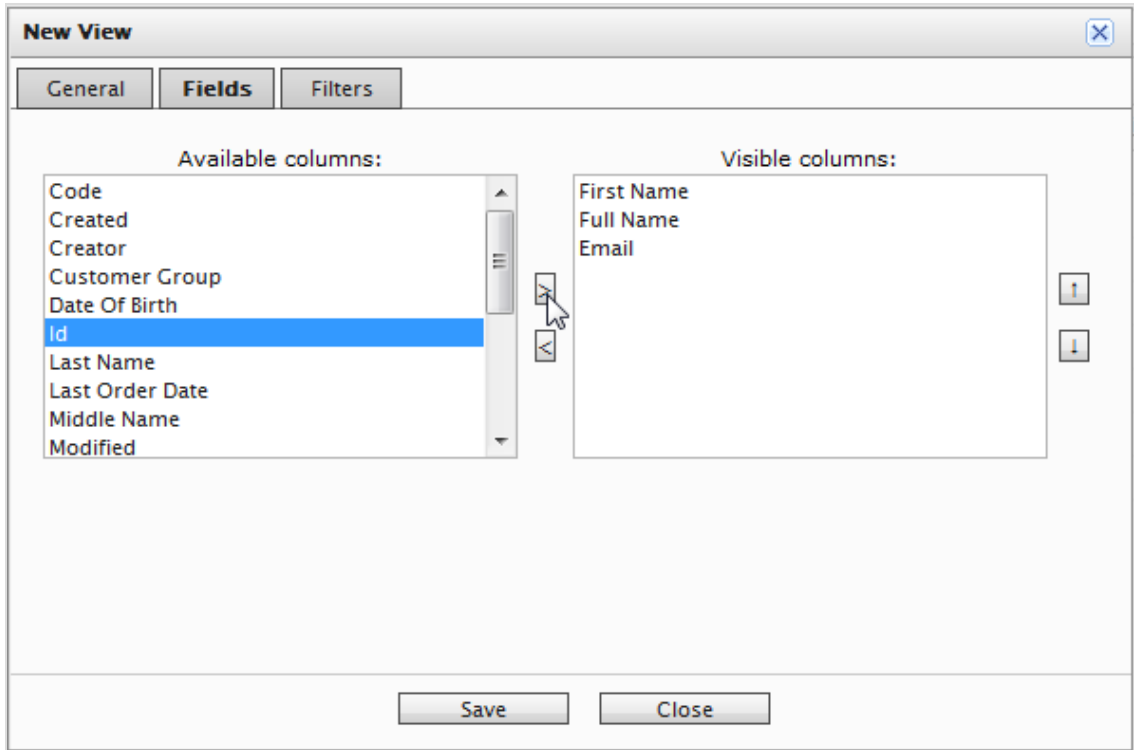 New View
General Fields Filters
Available columns:
Code
Created
Creator
Customer Group
Date Of Birth
Id
Last Name
Last Order Date
Middle Name
Modified
>
<
Visible columns:
First Name
Full Name
Email
↑
↓
Save Close